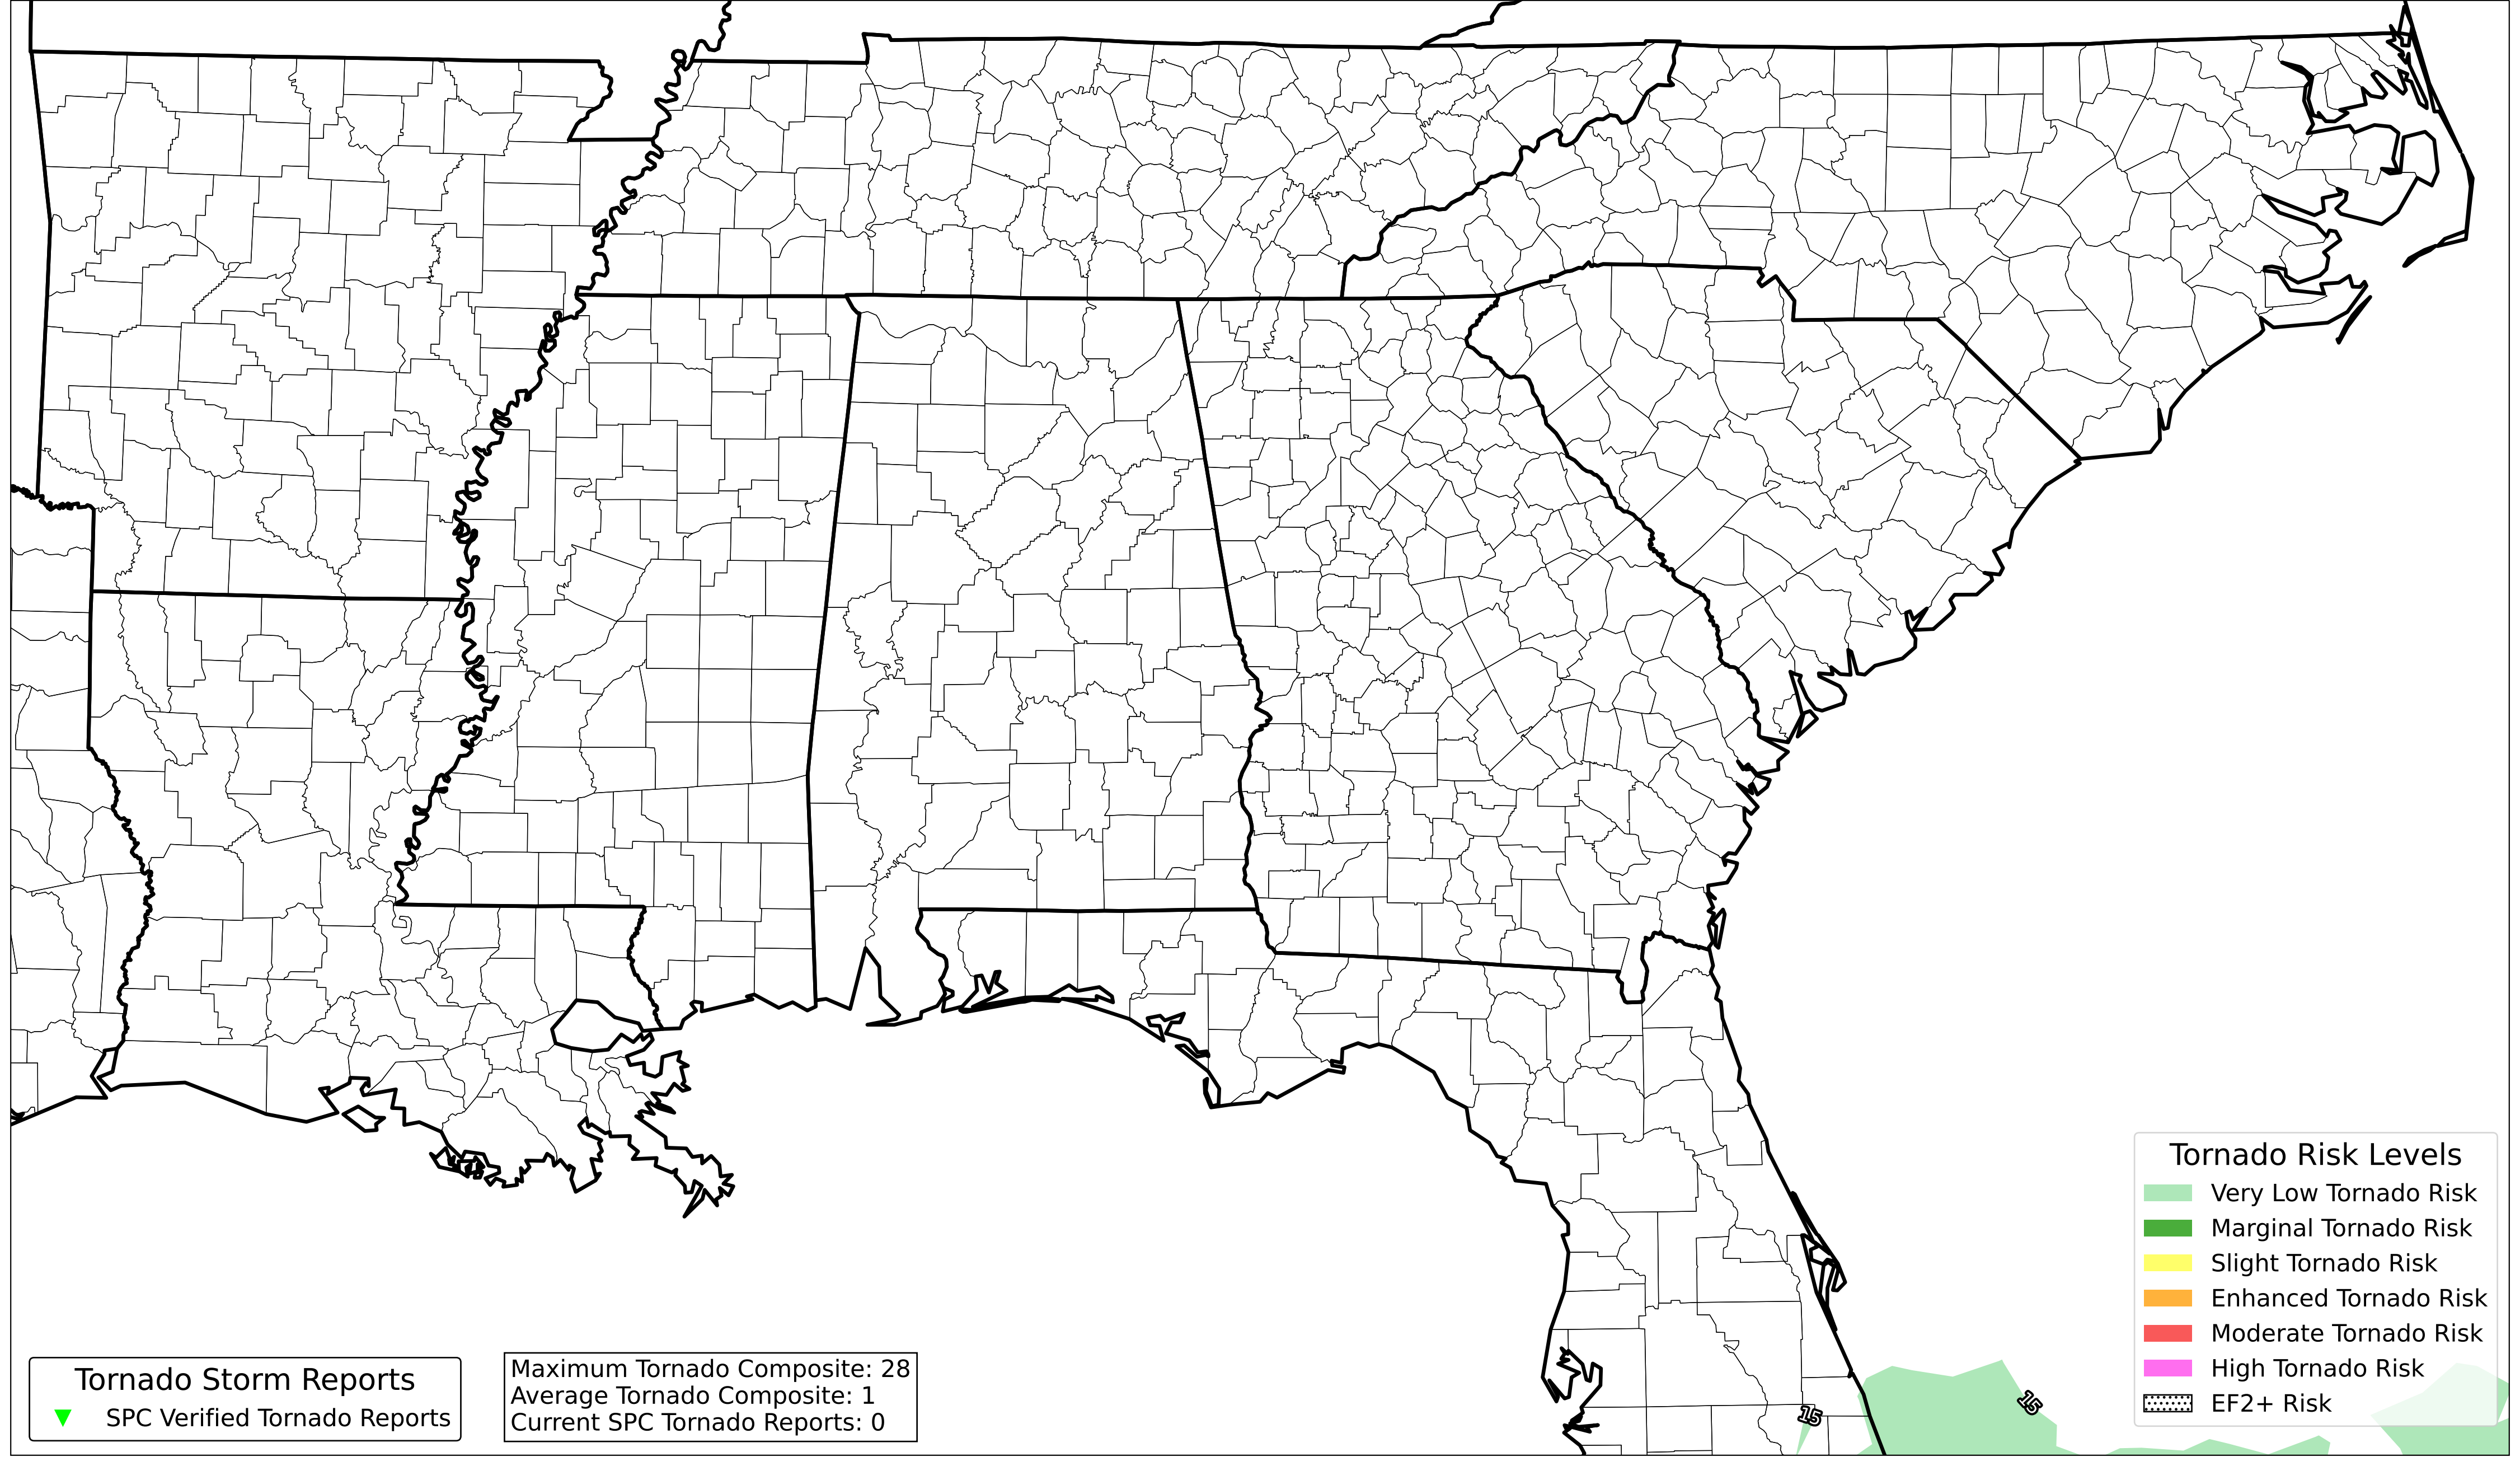 15
15
Tornado Storm Reports
SPC Verified Tornado Reports
Maximum Tornado Composite: 28
Average Tornado Composite: 1
Current SPC Tornado Reports: 0
Tornado Risk Levels
Very Low Tornado Risk
Marginal Tornado Risk
Slight Tornado Risk
Enhanced Tornado Risk
Moderate Tornado Risk
High Tornado Risk
EF2+ Risk